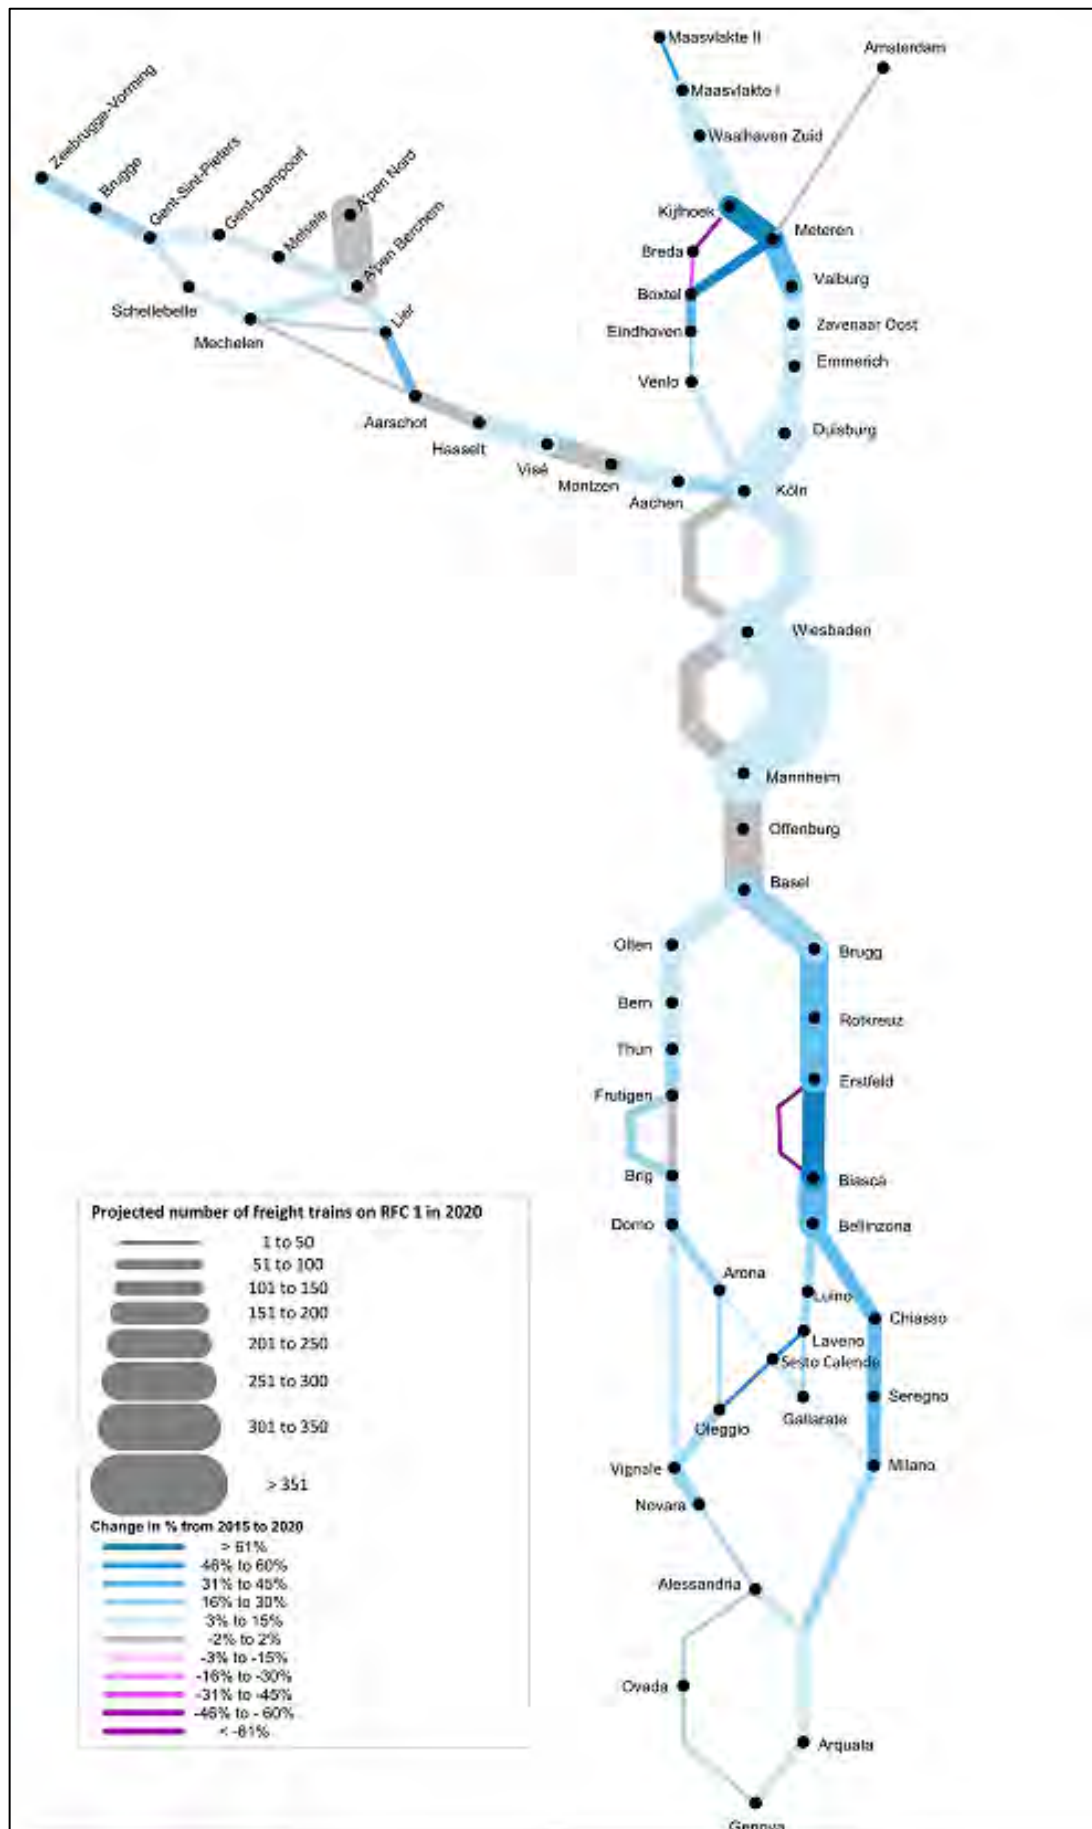 Maasvlakte II
Amsterdam
Maasvlakte I
Waalhaven Zuid
Zeebrugge-Vorming
Brugge
Gent-Sint-Pieters
Gent-Dampoort
Melsele
A'pen Nord
A'pen Berchem
Kijfhoek
Meteren
Breda
Valburg
Boxtel
Schellebelle
Lier
Eindhoven
Zavenaar Oost
Mechelen
Emmerich
Venlo
Aarschot
Duisburg
Hasselt
Visé
Montzen
Aachen
Köln
Wiesbaden
Mannheim
Offenburg
Basel
Olten
Brugg
Bern
Rotkreuz
Thun
Erstfeld
Frutigen
Brig
Biasca
Domo
Bellinzona
Arona
Luino
Chiasso
Laveno
Sesto Calende
Gallarate
Seregno
Oleggio
Vignale
Milano
Novara
Alessandria
Ovada
Arquata
Genova
Projected number of freight trains on RFC 1 in 2020
1 to 50
51 to 100
101 to 150
151 to 200
201 to 250
251 to 300
301 to 350
> 351
Change in % from 2015 to 2020
> 61%
46% to 60%
31% to 45%
16% to 30%
3% to 15%
-2% to 2%
-3% to -15%
-16% to -30%
-31% to -45%
-46% to - 60%
< -61%